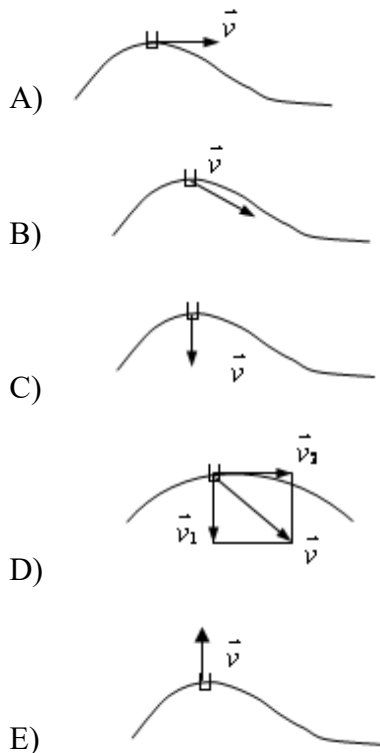 A) v⃗
B) v⃗
C) v⃗
v⃗₂
D) v⃗₁ v⃗
E) v⃗